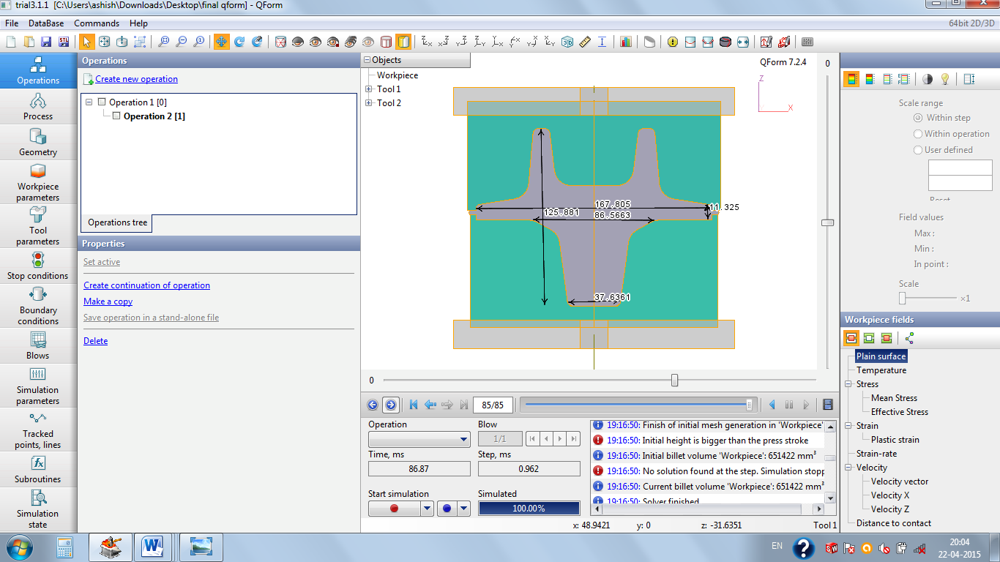 trial3.1.1 [C:\Users\ashish\Downloads\Desktop\final qform] - QForm
File DataBase Commands Help
64bit 2D/3D
STL
3D
Operations
Process
Geometry
Workpiece
parameters
Tool
parameters
Stop conditions
Boundary
conditions
Blows
Simulation
parameters
Tracked
points, lines
fx
Subroutines
Simulation
state
Operations
Create new operation
Operation 1 [0]
Operation 2 [1]
Operations tree
Properties
Set active
Create continuation of operation
Make a copy
Save operation in a stand-alone file
Delete
Objects
Workpiece
Tool 1
Tool 2
QForm 7.2.4
Z
X
167.805
125.881
86.5663
11.325
37.6361
0
0
85/85
Operation
Blow
1/1
Time, ms
Step, ms
86.87
0.962
Start simulation
Simulated
100.00%
19:16:50: Finish of initial mesh generation in 'Workpiece'
19:16:50: Initial height is bigger than the press stroke
19:16:50: Initial billet volume 'Workpiece': 651422 mm³
19:16:50: No solution found at the step. Simulation stopp
19:16:50: Current billet volume 'Workpiece': 651422 mm³
19:16:50: Solver finished
x: 48.9421 y: 0 z: -31.6351 Tool 1
Scale range
Within step
Within operation
User defined
Reset
Field values
Max :
Min :
In point :
Scale
×1
Workpiece fields
Plain surface
Temperature
Stress
Mean Stress
Effective Stress
Strain
Plastic strain
Strain-rate
Velocity
Velocity vector
Velocity X
Velocity Z
Distance to contact
EN
20:04
22-04-2015